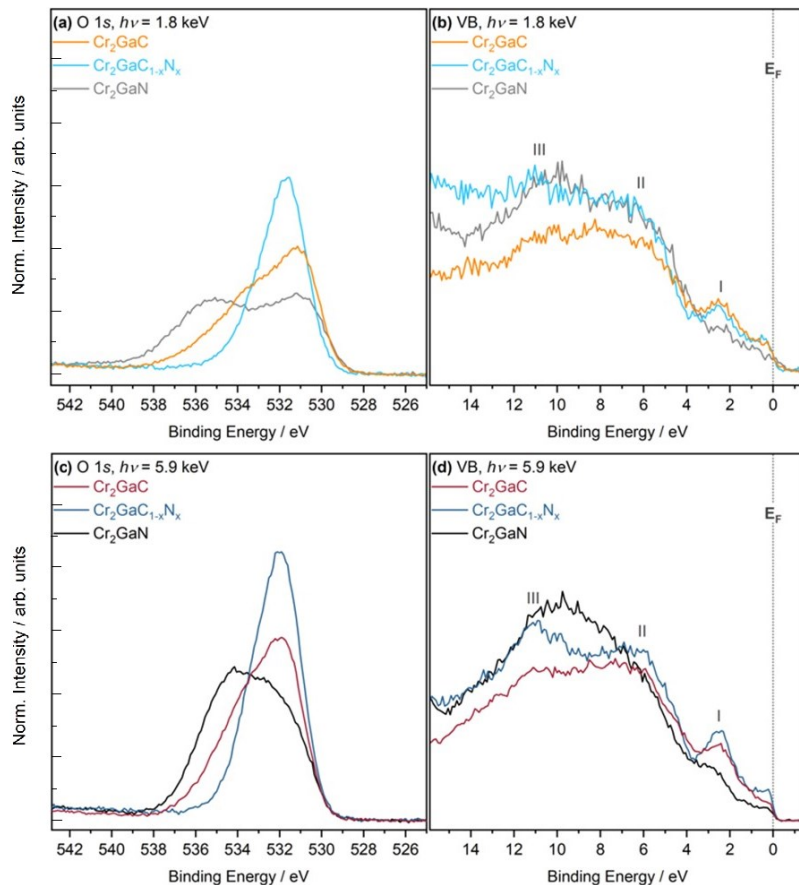 (a) O 1s, hν = 1.8 keV
Cr₂GaC
Cr₂GaC₁₋ₓNₓ
Cr₂GaN
Norm. Intensity / arb. units
542 540 538 536 534 532 530 528 526
Binding Energy / eV
(b) VB, hν = 1.8 keV
Cr₂GaC
Cr₂GaC₁₋ₓNₓ
Cr₂GaN
E_F
III
II
I
14 12 10 8 6 4 2 0
Binding Energy / eV
(c) O 1s, hν = 5.9 keV
Cr₂GaC
Cr₂GaC₁₋ₓNₓ
Cr₂GaN
Norm. Intensity / arb. units
542 540 538 536 534 532 530 528 526
Binding Energy / eV
(d) VB, hν = 5.9 keV
Cr₂GaC
Cr₂GaC₁₋ₓNₓ
Cr₂GaN
E_F
III
II
I
14 12 10 8 6 4 2 0
Binding Energy / eV